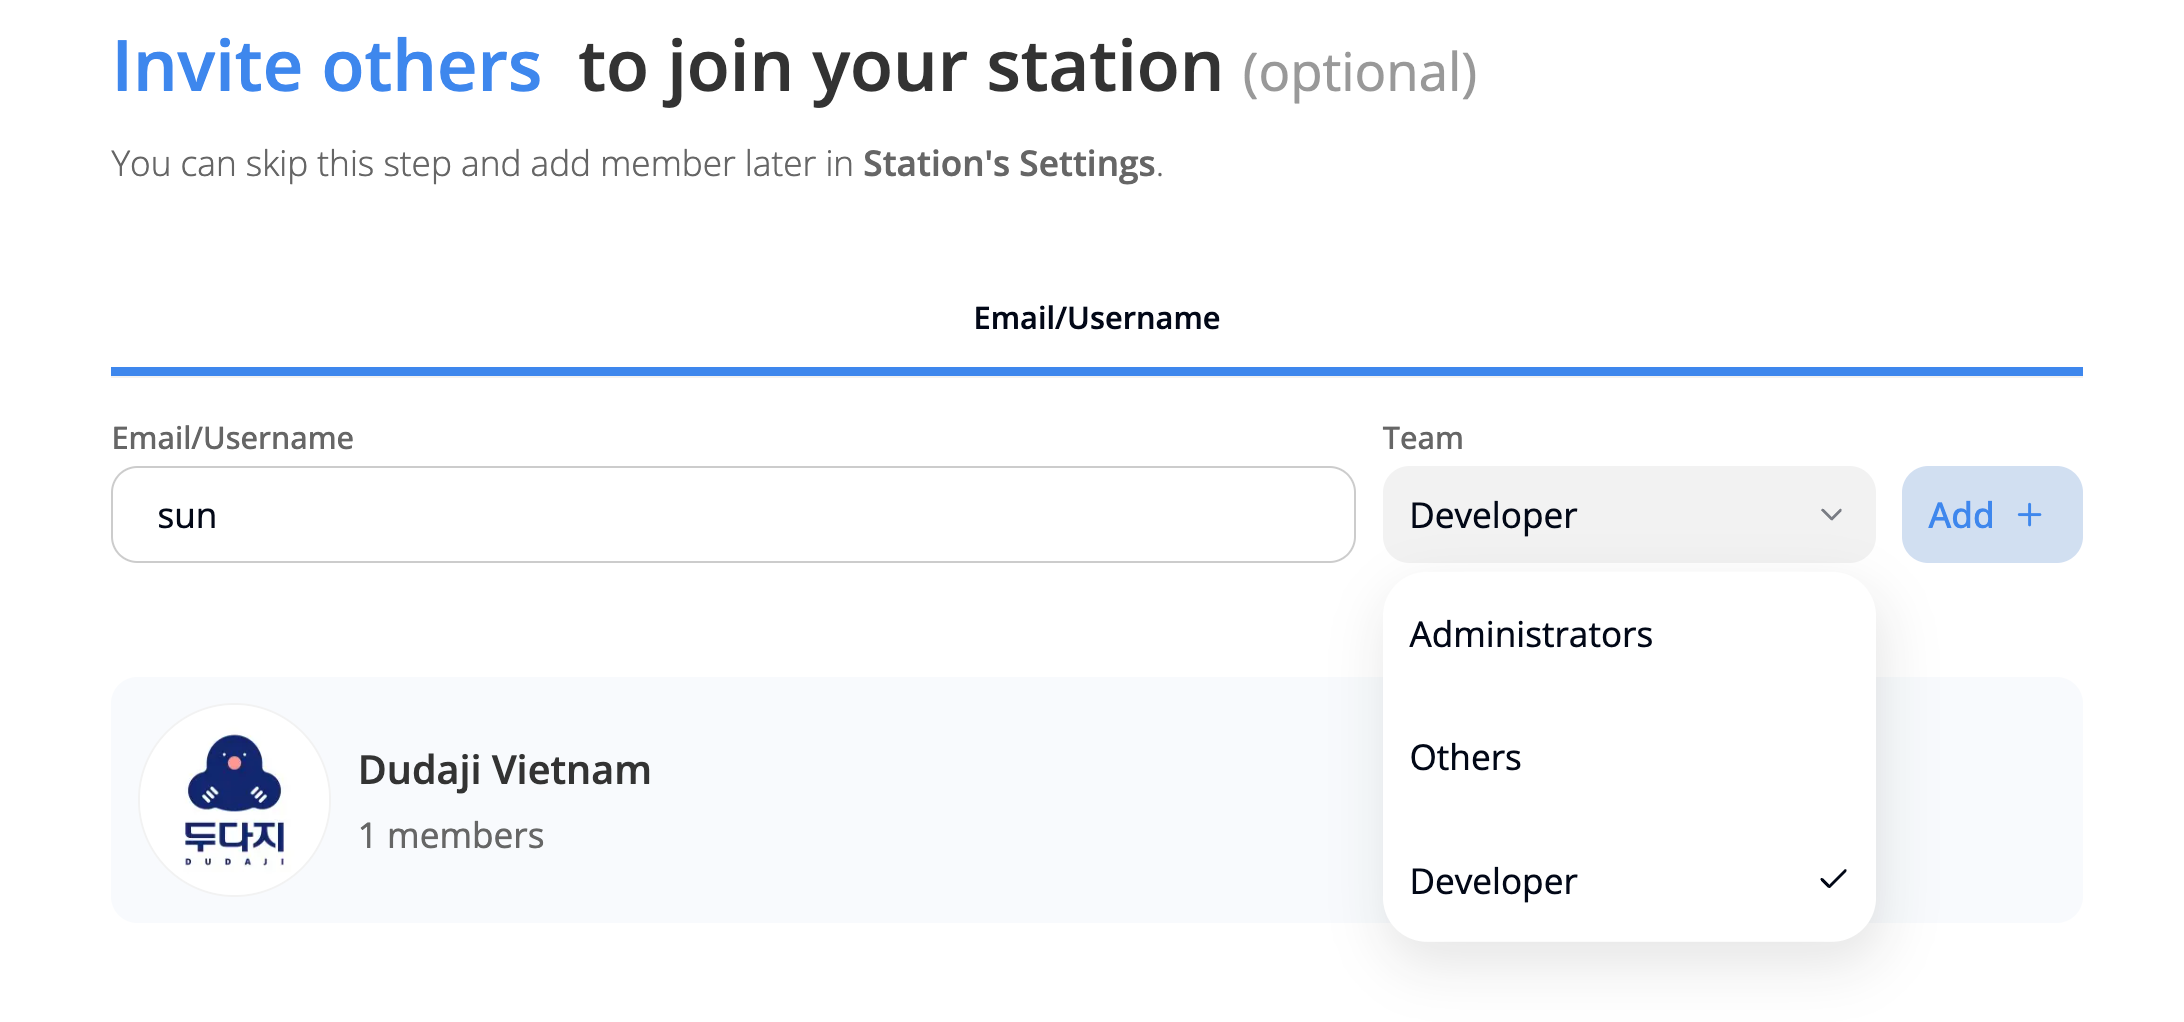 Invite others to join your station (optional)
You can skip this step and add member later in Station's Settings.
Email/Username
Email/Username
Team
sun
Developer
Add +
Administrators
Others
Developer
두다지
DUDAJI
Dudaji Vietnam
1 members